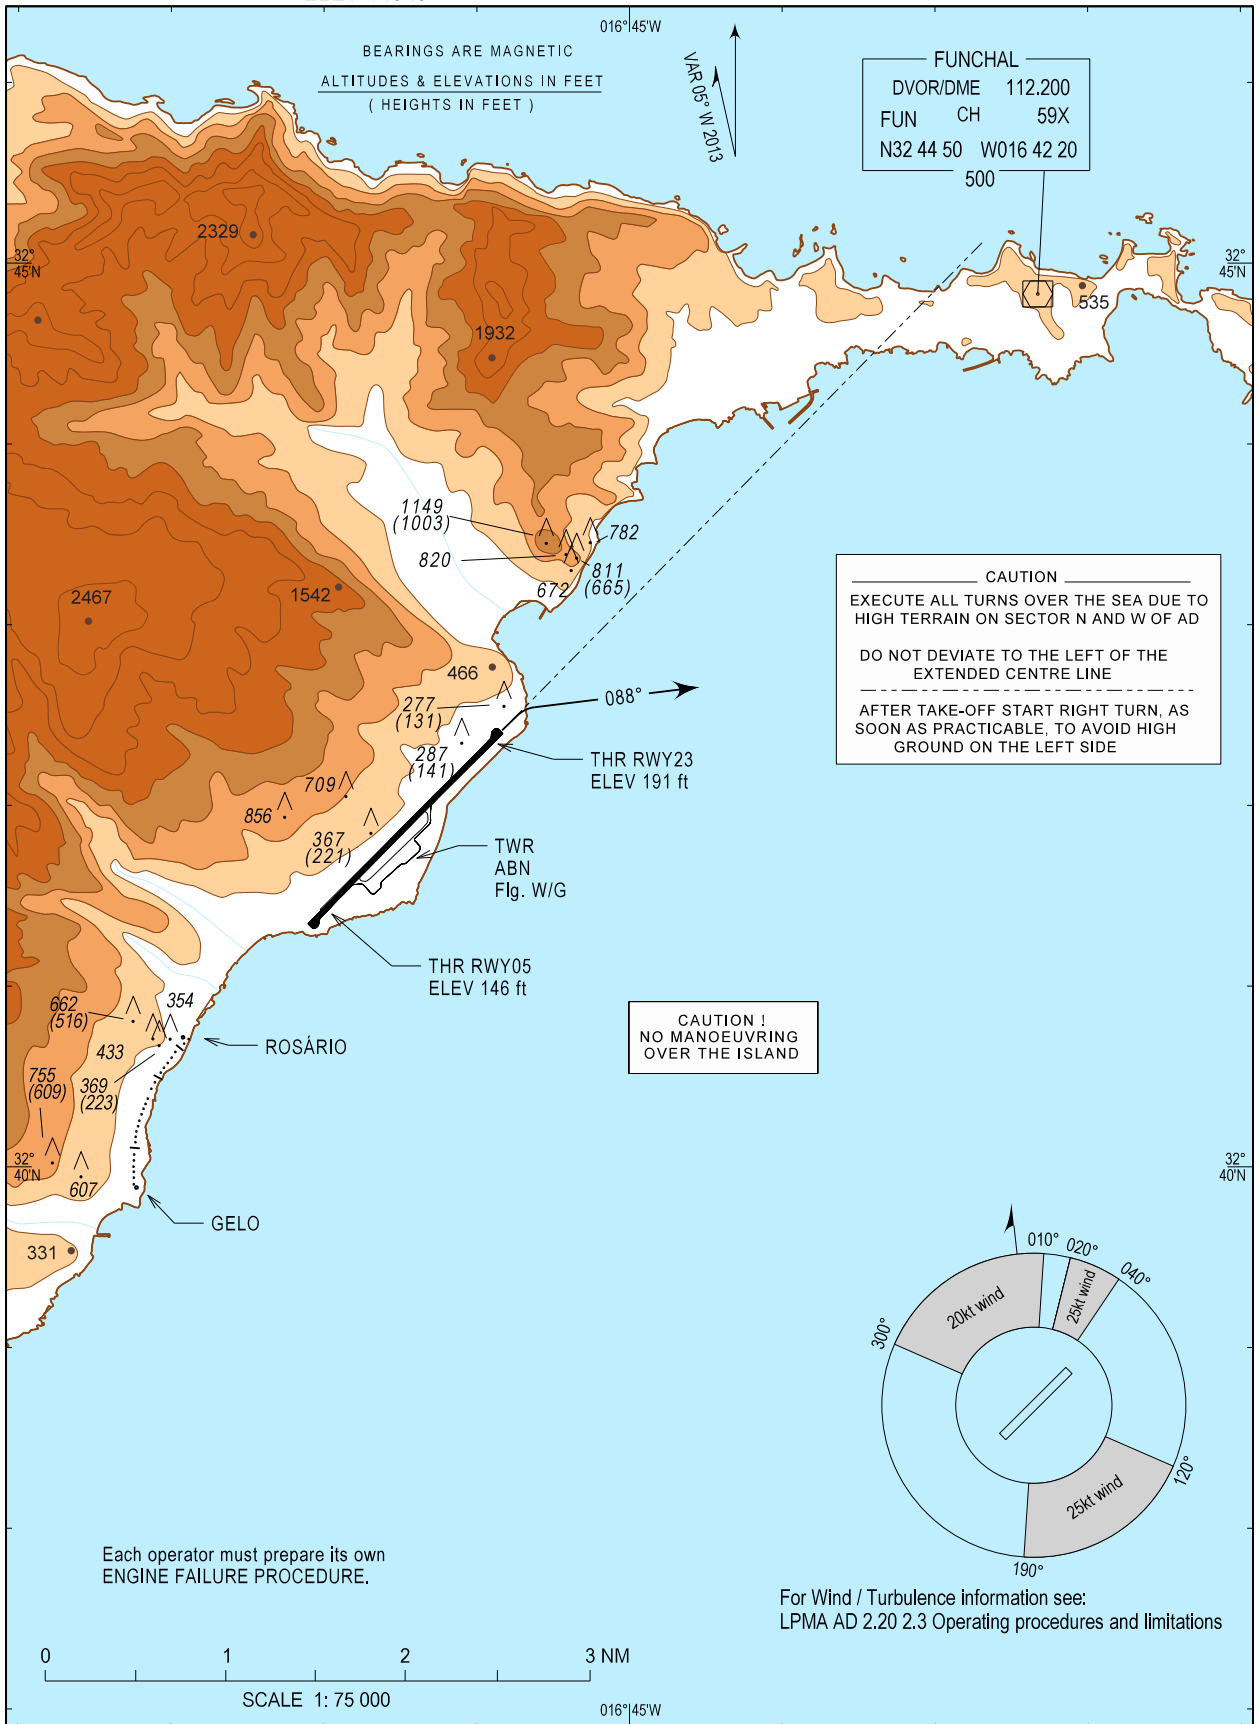 016°45'W
BEARINGS ARE MAGNETIC
ALTITUDES & ELEVATIONS IN FEET
( HEIGHTS IN FEET )
VAR 05° W 2013
FUNCHAL
DVOR/DME 112.200
FUN CH 59X
N32 44 50 W016 42 20
500
2329
32°
45'N
32°
45'N
535
1932
1149
(1003)
782
820
811
(665)
672
2467
1542
CAUTION
EXECUTE ALL TURNS OVER THE SEA DUE TO
HIGH TERRAIN ON SECTOR N AND W OF AD
DO NOT DEVIATE TO THE LEFT OF THE
EXTENDED CENTRE LINE
AFTER TAKE-OFF START RIGHT TURN, AS
SOON AS PRACTICABLE, TO AVOID HIGH
GROUND ON THE LEFT SIDE
466
277
(131)
088°
287
(141)
THR RWY23
ELEV 191 ft
709
856
367
(221)
TWR
ABN
Flg. W/G
THR RWY05
ELEV 146 ft
662
(516)
354
433
ROSÁRIO
369
(223)
755
(609)
CAUTION !
NO MANOEUVRING
OVER THE ISLAND
32°
40'N
32°
40'N
607
GELO
331
010°
020°
040°
20kt wind
25kt wind
300°
120°
25kt wind
190°
Each operator must prepare its own
ENGINE FAILURE PROCEDURE.
For Wind / Turbulence information see:
LPMA AD 2.20 2.3 Operating procedures and limitations
0 1 2 3 NM
SCALE 1: 75 000
016°45'W